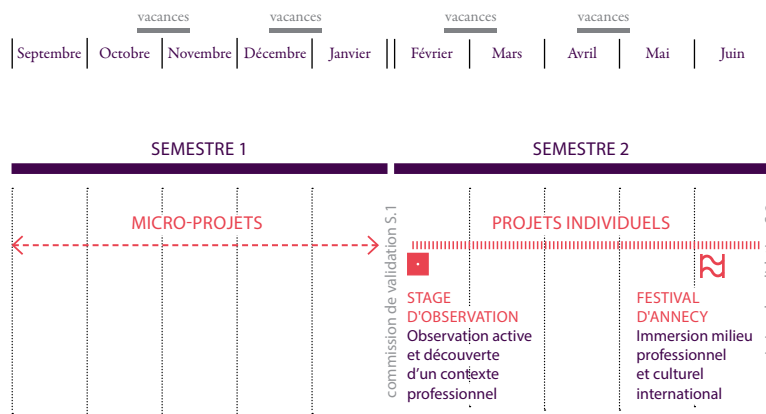 vacances vacances vacances vacances
Septembre Octobre Novembre Décembre Janvier Février Mars Avril Mai Juin
SEMESTRE 1 SEMESTRE 2
MICRO-PROJETS
commission de validation S.1
PROJETS INDIVIDUELS
STAGE
D'OBSERVATION
Observation active
et découverte
d'un contexte
professionnel
FESTIVAL
D'ANNECY
Immersion milieu
professionnel
et culturel
international